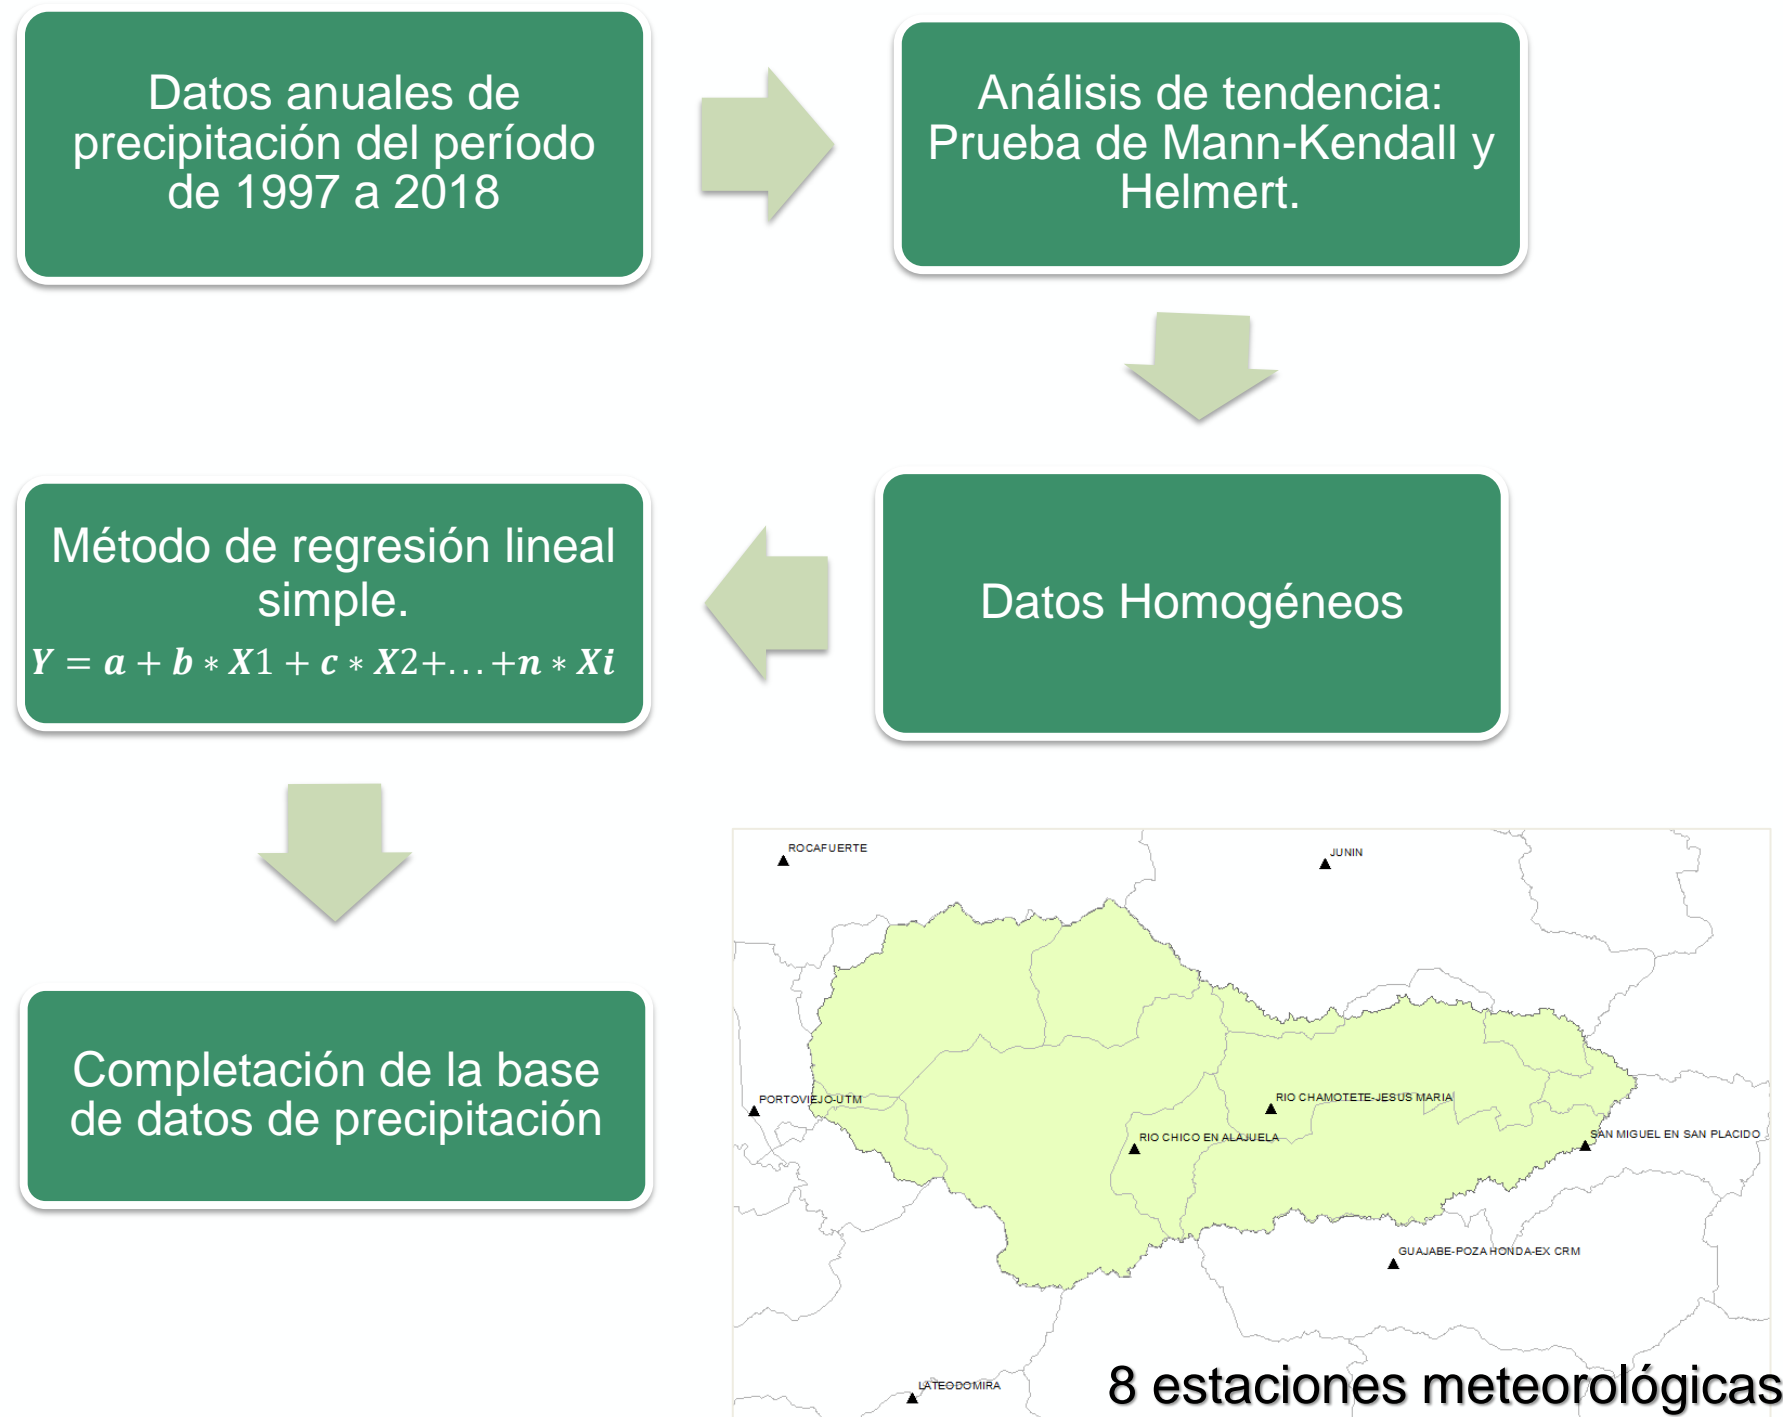 Datos anuales de
precipitación del período
de 1997 a 2018
Análisis de tendencia:
Prueba de Mann-Kendall y
Helmert.
Datos Homogéneos
Método de regresión lineal
simple.
Y = a + b * X1 + c * X2+...+n * Xi
Completación de la base
de datos de precipitación
ROCAFUERTE
JUNIN
PORTOVIEJO-UTM
RIO CHAMOTETE-JESUS MARIA
RIO CHICO EN ALAJUELA
SAN MIGUEL EN SAN PLACIDO
GUAJABE-POZA HONDA-EX CRM
LATEODOMIRA
8 estaciones meteorológicas